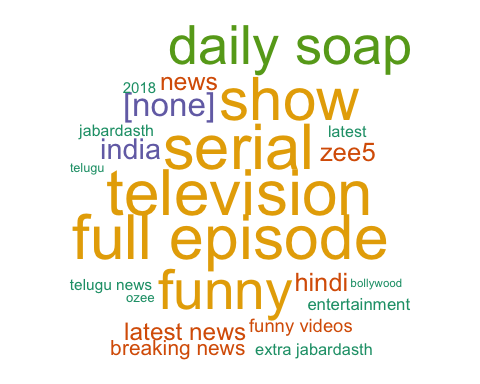 daily soap
2018 news
[none] show
jabardasth latest
india serial zee5
telugu
television
full episode
telugu news funny hindi bollywood
ozee entertainment
latest news funny videos
breaking news extra jabardasth